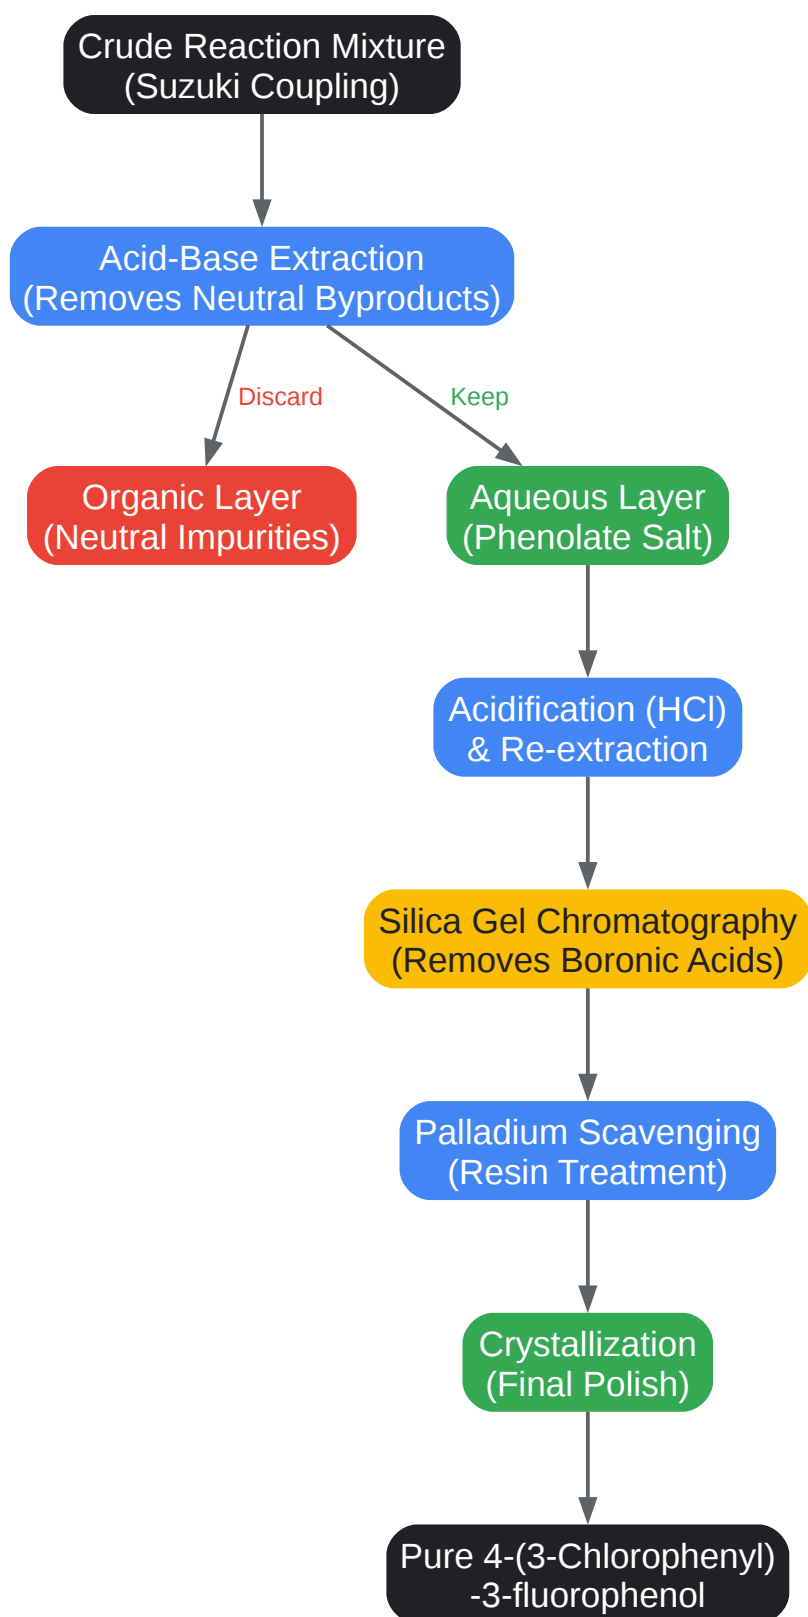 Crude Reaction Mixture
(Suzuki Coupling)
Acid-Base Extraction
(Removes Neutral Byproducts)
Discard
Keep
Organic Layer
(Neutral Impurities)
Aqueous Layer
(Phenolate Salt)
Acidification (HCl)
& Re-extraction
Silica Gel Chromatography
(Removes Boronic Acids)
Palladium Scavenging
(Resin Treatment)
Crystallization
(Final Polish)
Pure 4-(3-Chlorophenyl)
-3-fluorophenol